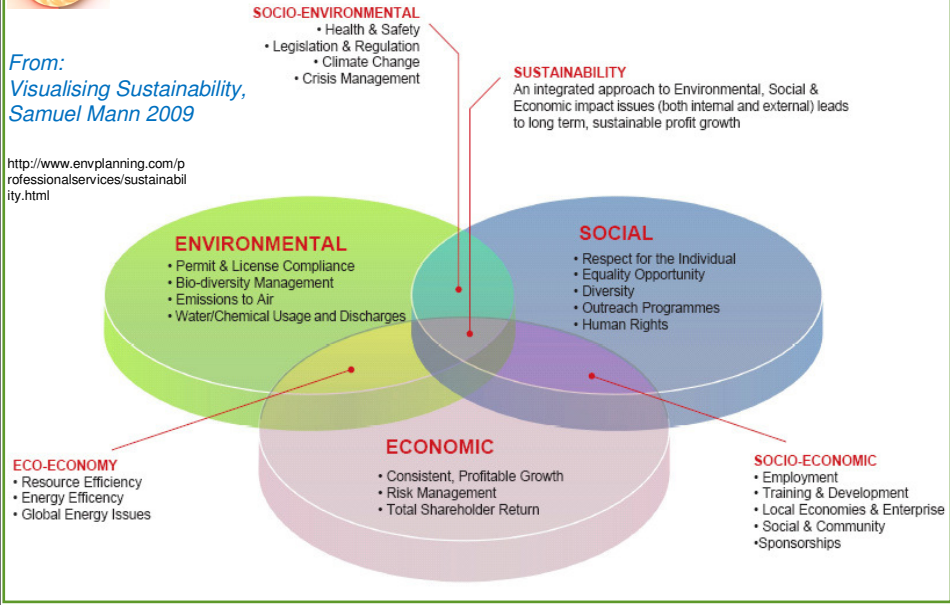 SOCIO-ENVIRONMENTAL
• Health & Safety
• Legislation & Regulation
• Climate Change
• Crisis Management
From:
Visualising Sustainability,
Samuel Mann 2009
SUSTAINABILITY
An integrated approach to Environmental, Social &
Economic impact issues (both internal and external) leads
to long term, sustainable profit growth
http://www.envplanning.com/p
rofessionalservices/sustainabil
ity.html
ENVIRONMENTAL
• Permit & License Compliance
• Bio-diversity Management
• Emissions to Air
• Water/Chemical Usage and Discharges
SOCIAL
• Respect for the Individual
• Equality Opportunity
• Diversity
• Outreach Programmes
• Human Rights
ECONOMIC
• Consistent, Profitable Growth
• Risk Management
• Total Shareholder Return
ECO-ECONOMY
• Resource Efficiency
• Energy Efficency
• Global Energy Issues
SOCIO-ECONOMIC
• Employment
• Training & Development
• Local Economies & Enterprise
• Social & Community
•Sponsorships